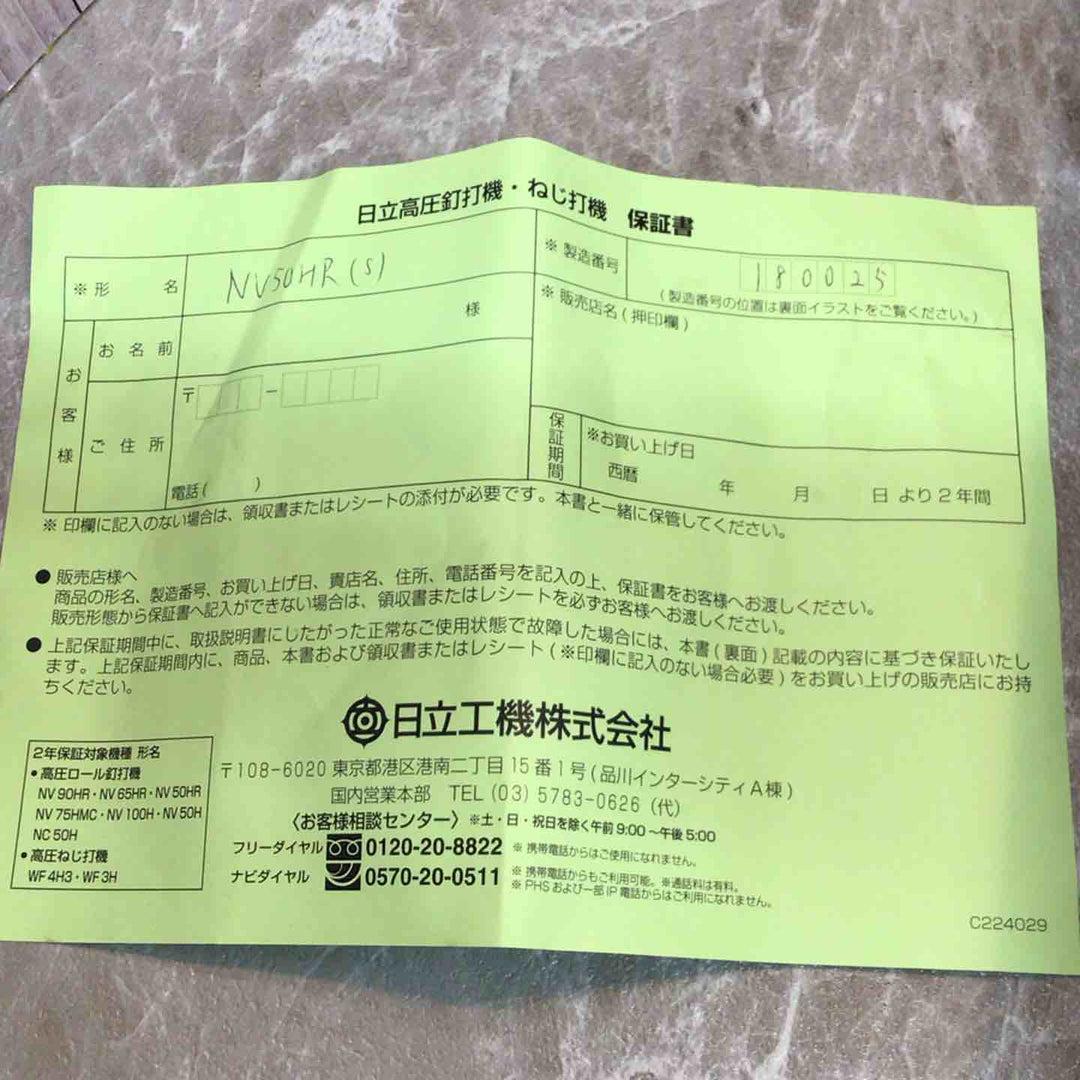 日立高圧釘打機・ねじ打機 保証書
※形名 NV50HR(S)
※製造番号 180025
(製造番号の位置は裏面イラストをご覧ください。)
お客様
お名前 様
ご住所 〒 －
電話( )
※販売店名(押印欄)
保証期間
※お買い上げ日
西暦 年 月 日より2年間
※ 印欄に記入のない場合は、領収書またはレシートの添付が必要です。本書と一緒に保管してください。
● 販売店様へ
商品の形名、製造番号、お買い上げ日、貴店名、住所、電話番号を記入の上、保証書をお客様へお渡しください。
販売形態から保証書へ記入ができない場合は、領収書またはレシートを必ずお客様へお渡しください。
● 上記保証期間中に、取扱説明書にしたがった正常なご使用状態で故障した場合には、本書(裏面)記載の内容に基づき保証いたし
ます。上記保証期間内に、商品、本書および領収書またはレシート(※印欄に記入のない場合必要)をお買い上げの販売店にお持
ちください。
日立工機株式会社
〒108-6020 東京都港区港南二丁目15番1号(品川インターシティA棟)
国内営業本部 TEL (03) 5783-0626 (代)
〈お客様相談センター〉※土・日・祝日を除く午前9:00～午後5:00
フリーダイヤル 0120-20-8822 ※ 携帯電話からはご使用になれません。
ナビダイヤル 0570-20-0511 ※ 携帯電話からもご利用可能。※通話料は有料。
※ PHSおよび一部IP電話からはご利用になれません。
2年保証対象機種 形名
• 高圧ロール釘打機
NV 90HR・NV 65HR・NV 50HR
NV 75HMC・NV 100H・NV 50H
NC 50H
• 高圧ねじ打機
WF 4H3・WF 3H
C224029